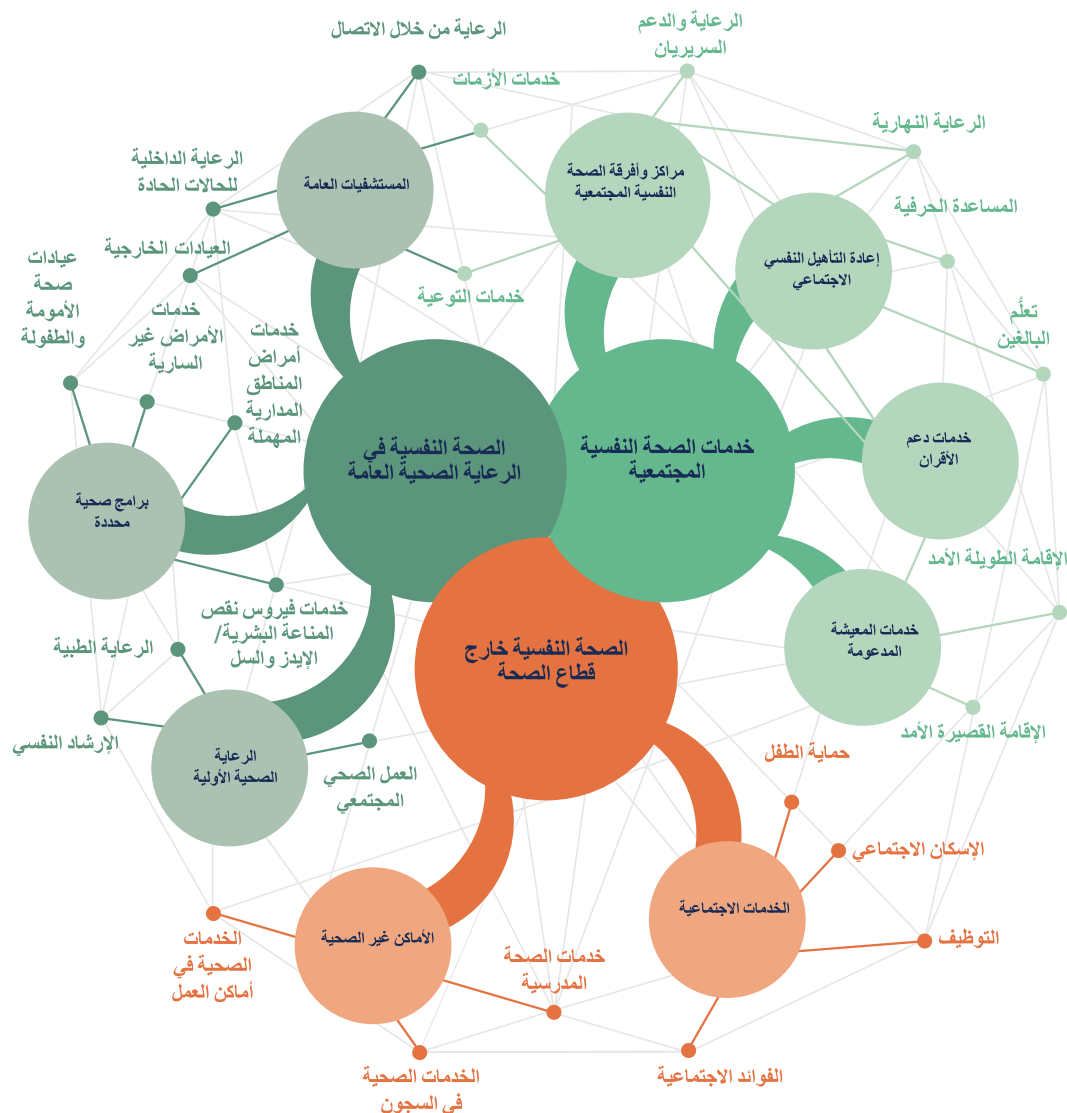 الرعاية من خلال الاتصال
الرعاية والدعم
السريريان
خدمات الأزمات
الرعاية النهارية
الرعاية الداخلية
للحالات الحادة
المستشفيات العامة
مراكز وأفرقة الصحة
النفسية المجتمعية
المساعدة الحرفية
العيادات الخارجية
إعادة التأهيل النفسي
الاجتماعي
عيادات
صحة
الأمومة
والطفولة
خدمات
الأمراض غير
السارية
خدمات
أمراض
المناطق
المدارية
المهملة
خدمات التوعية
تعلُّم
البالغين
الصحة النفسية في
الرعاية الصحية العامة
خدمات الصحة النفسية
المجتمعية
خدمات دعم
الأقران
برامج صحية
محددة
الإقامة الطويلة الأمد
خدمات فيروس نقص
المناعة البشرية/
الإيدز والسل
الرعاية الطبية
الصحة النفسية خارج
قطاع الصحة
خدمات المعيشة
المدعومة
الإرشاد النفسي
الرعاية
الصحية الأولية
العمل الصحي
المجتمعي
الإقامة القصيرة الأمد
حماية الطفل
الإسكان الاجتماعي
الخدمات الاجتماعية
الأماكن غير الصحية
التوظيف
الخدمات
الصحية في
أماكن العمل
خدمات الصحة
المدرسية
الخدمات الصحية
في السجون
الفوائد الاجتماعية